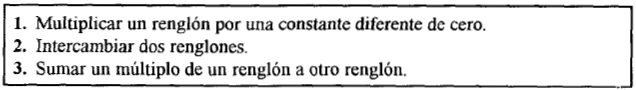 1. Multiplicar un renglón por una constante diferente de cero.
2. Intercambiar dos renglones.
3. Sumar un múltiplo de un renglón a otro renglón.